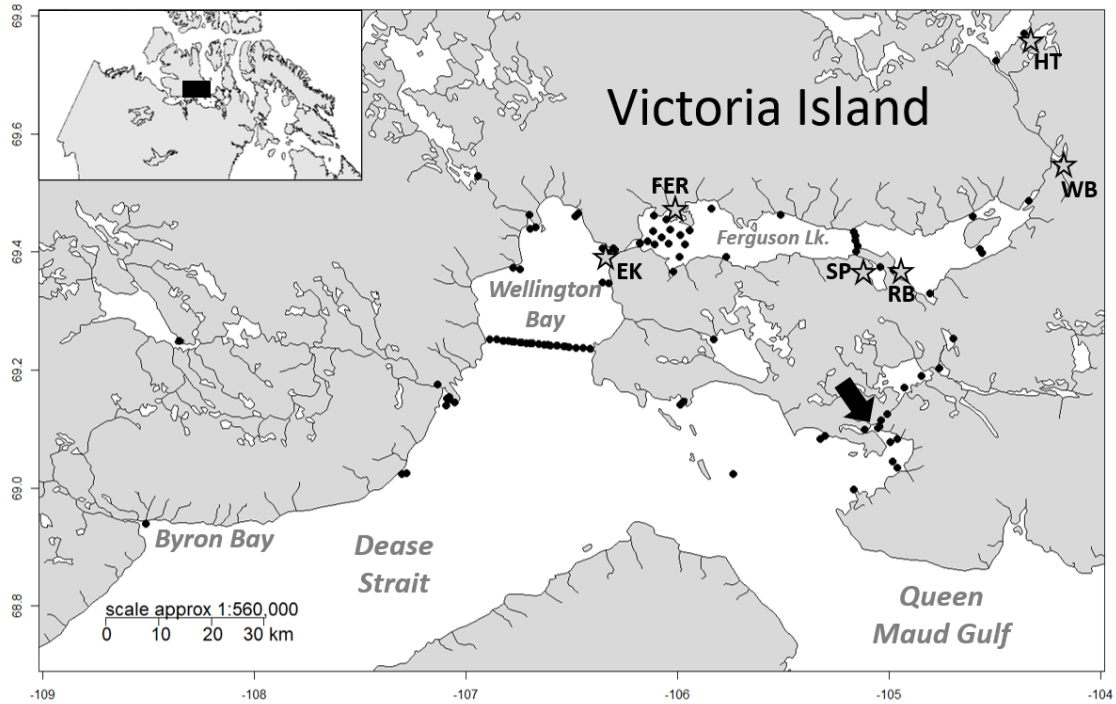 69.8
69.6
69.4
69.2
69.0
68.8
Victoria Island
HT
WB
FER
Ferguson Lk.
EK
SP
RB
Wellington
Bay
Byron Bay
Dease
Strait
Queen
Maud Gulf
scale approx 1:560,000
0 10 20 30 km
-109 -108 -107 -106 -105 -104